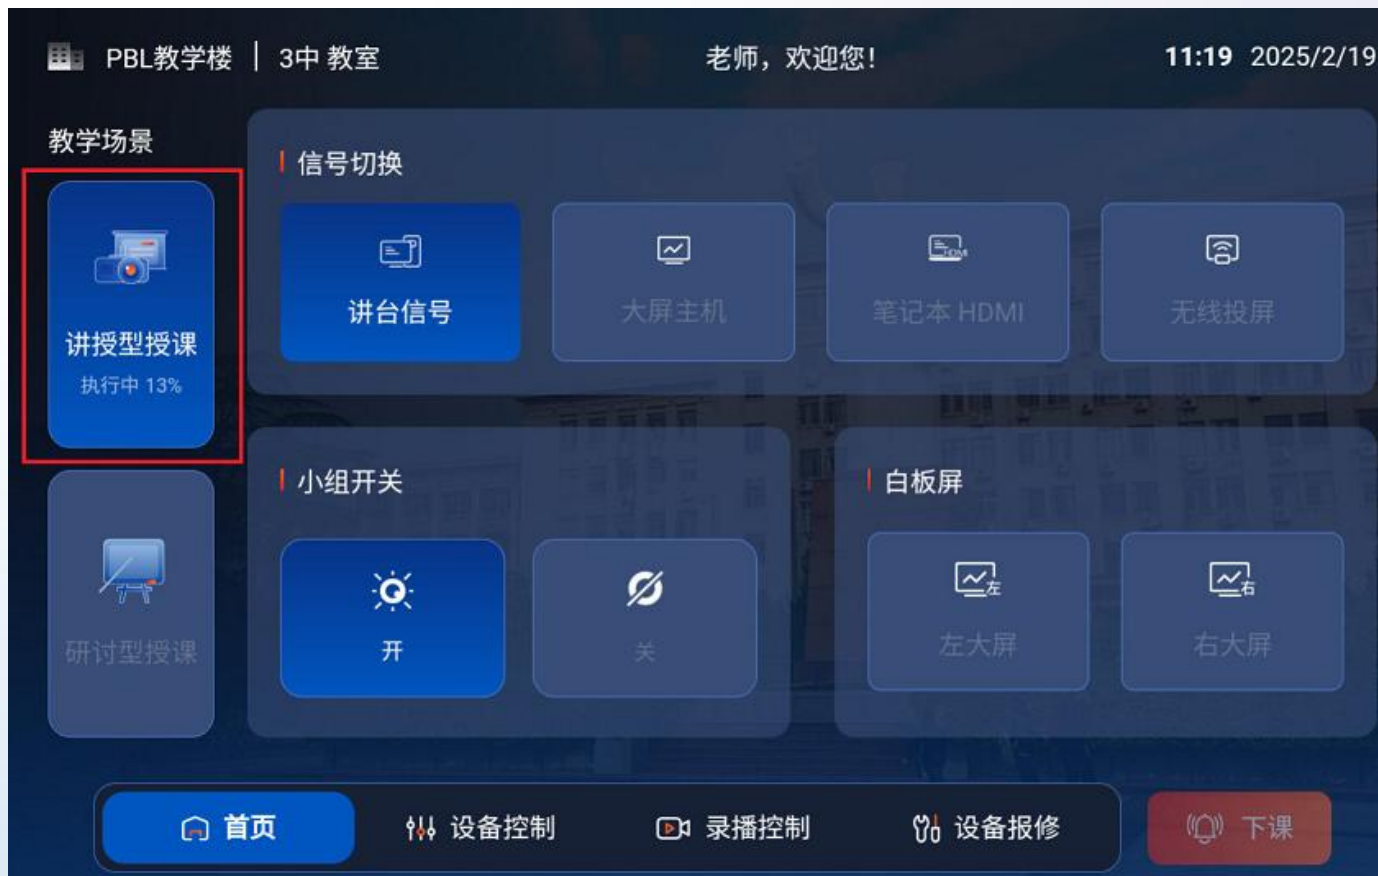 PBL教学楼 | 3中 教室
老师，欢迎您！
11:19 2025/2/19
教学场景
讲授型授课
执行中 13%
研讨型授课
信号切换
讲台信号
大屏主机
HDMI
笔记本 HDMI
无线投屏
小组开关
开
关
白板屏
左
左大屏
右
右大屏
首页
设备控制
录播控制
设备报修
下课